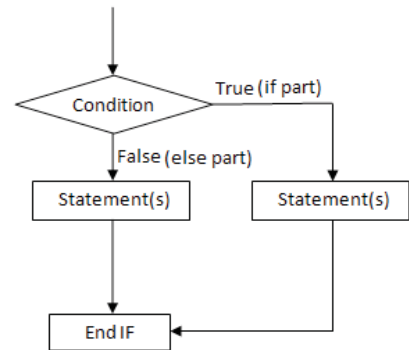 True (if part)
Condition
False (else part)
Statement(s)
Statement(s)
End IF